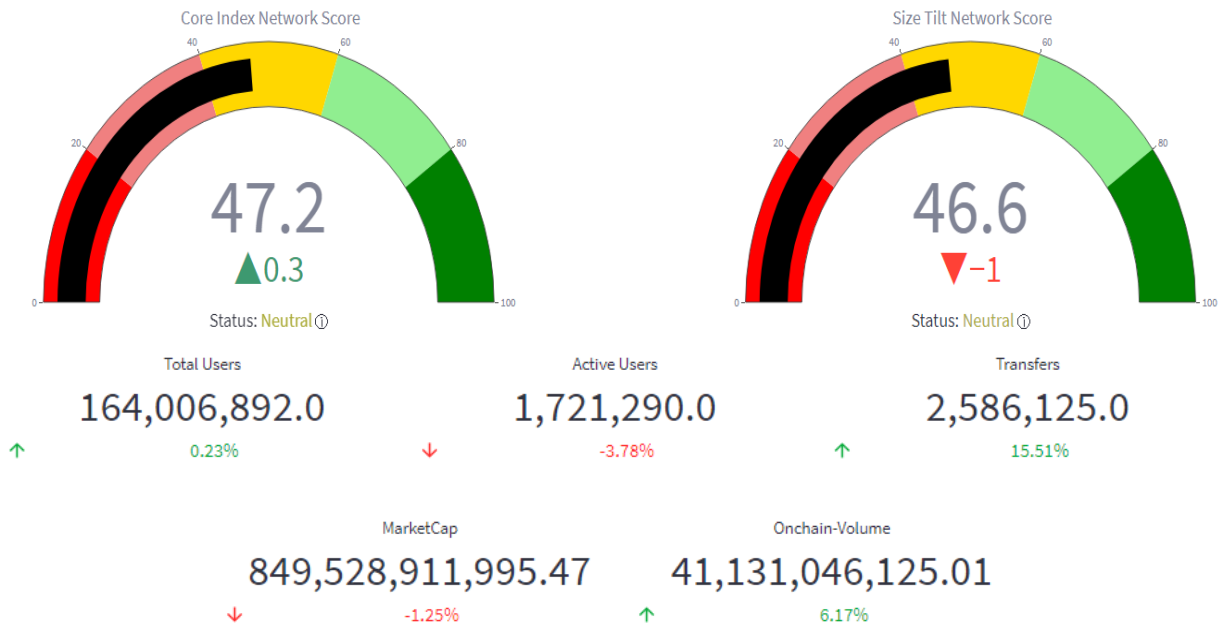 Core Index Network Score
Size Tilt Network Score
40
60
40
60
20
80
20
80
47.2
46.6
▲0.3
▼−1
0
100
0
100
Status: Neutral ⓘ
Status: Neutral ⓘ
Total Users
Active Users
Transfers
164,006,892.0
1,721,290.0
2,586,125.0
↑ 0.23%
↓ -3.78%
↑ 15.51%
MarketCap
Onchain-Volume
849,528,911,995.47
41,131,046,125.01
↓ -1.25%
↑ 6.17%